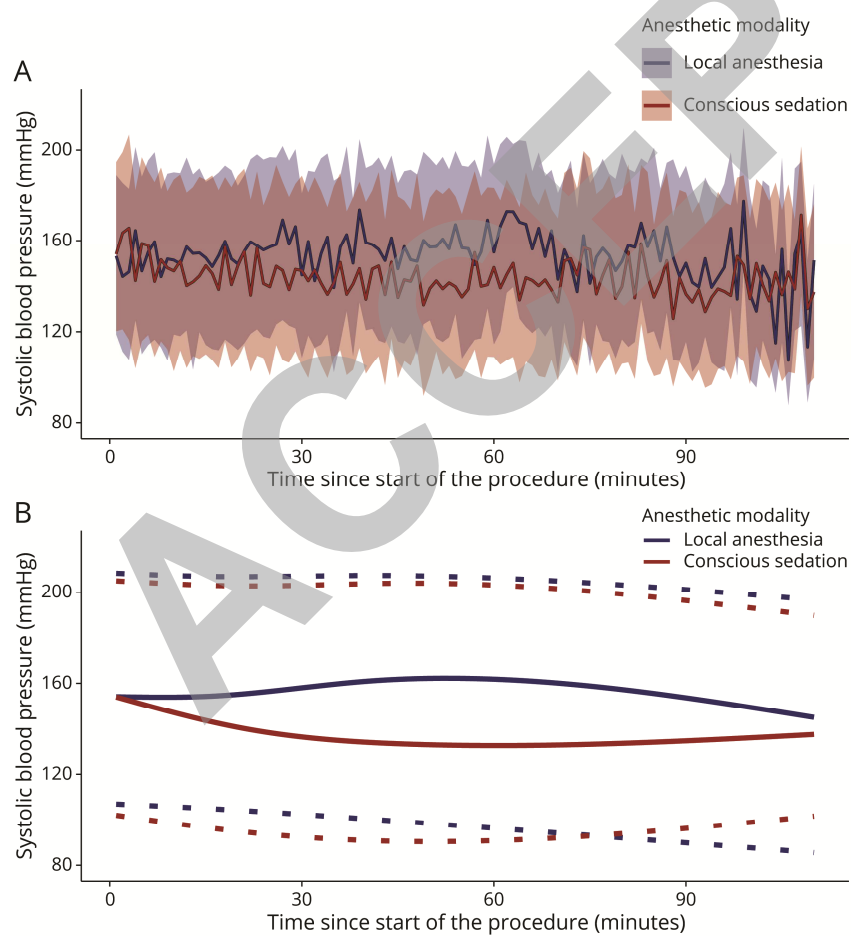 Anesthetic modality
Local anesthesia
Conscious sedation
A
Systolic blood pressure (mmHg)
200
160
120
80
0
30
60
90
Time since start of the procedure (minutes)
B
Anesthetic modality
Local anesthesia
Conscious sedation
Systolic blood pressure (mmHg)
200
160
120
80
0
30
60
90
Time since start of the procedure (minutes)
ACCEP